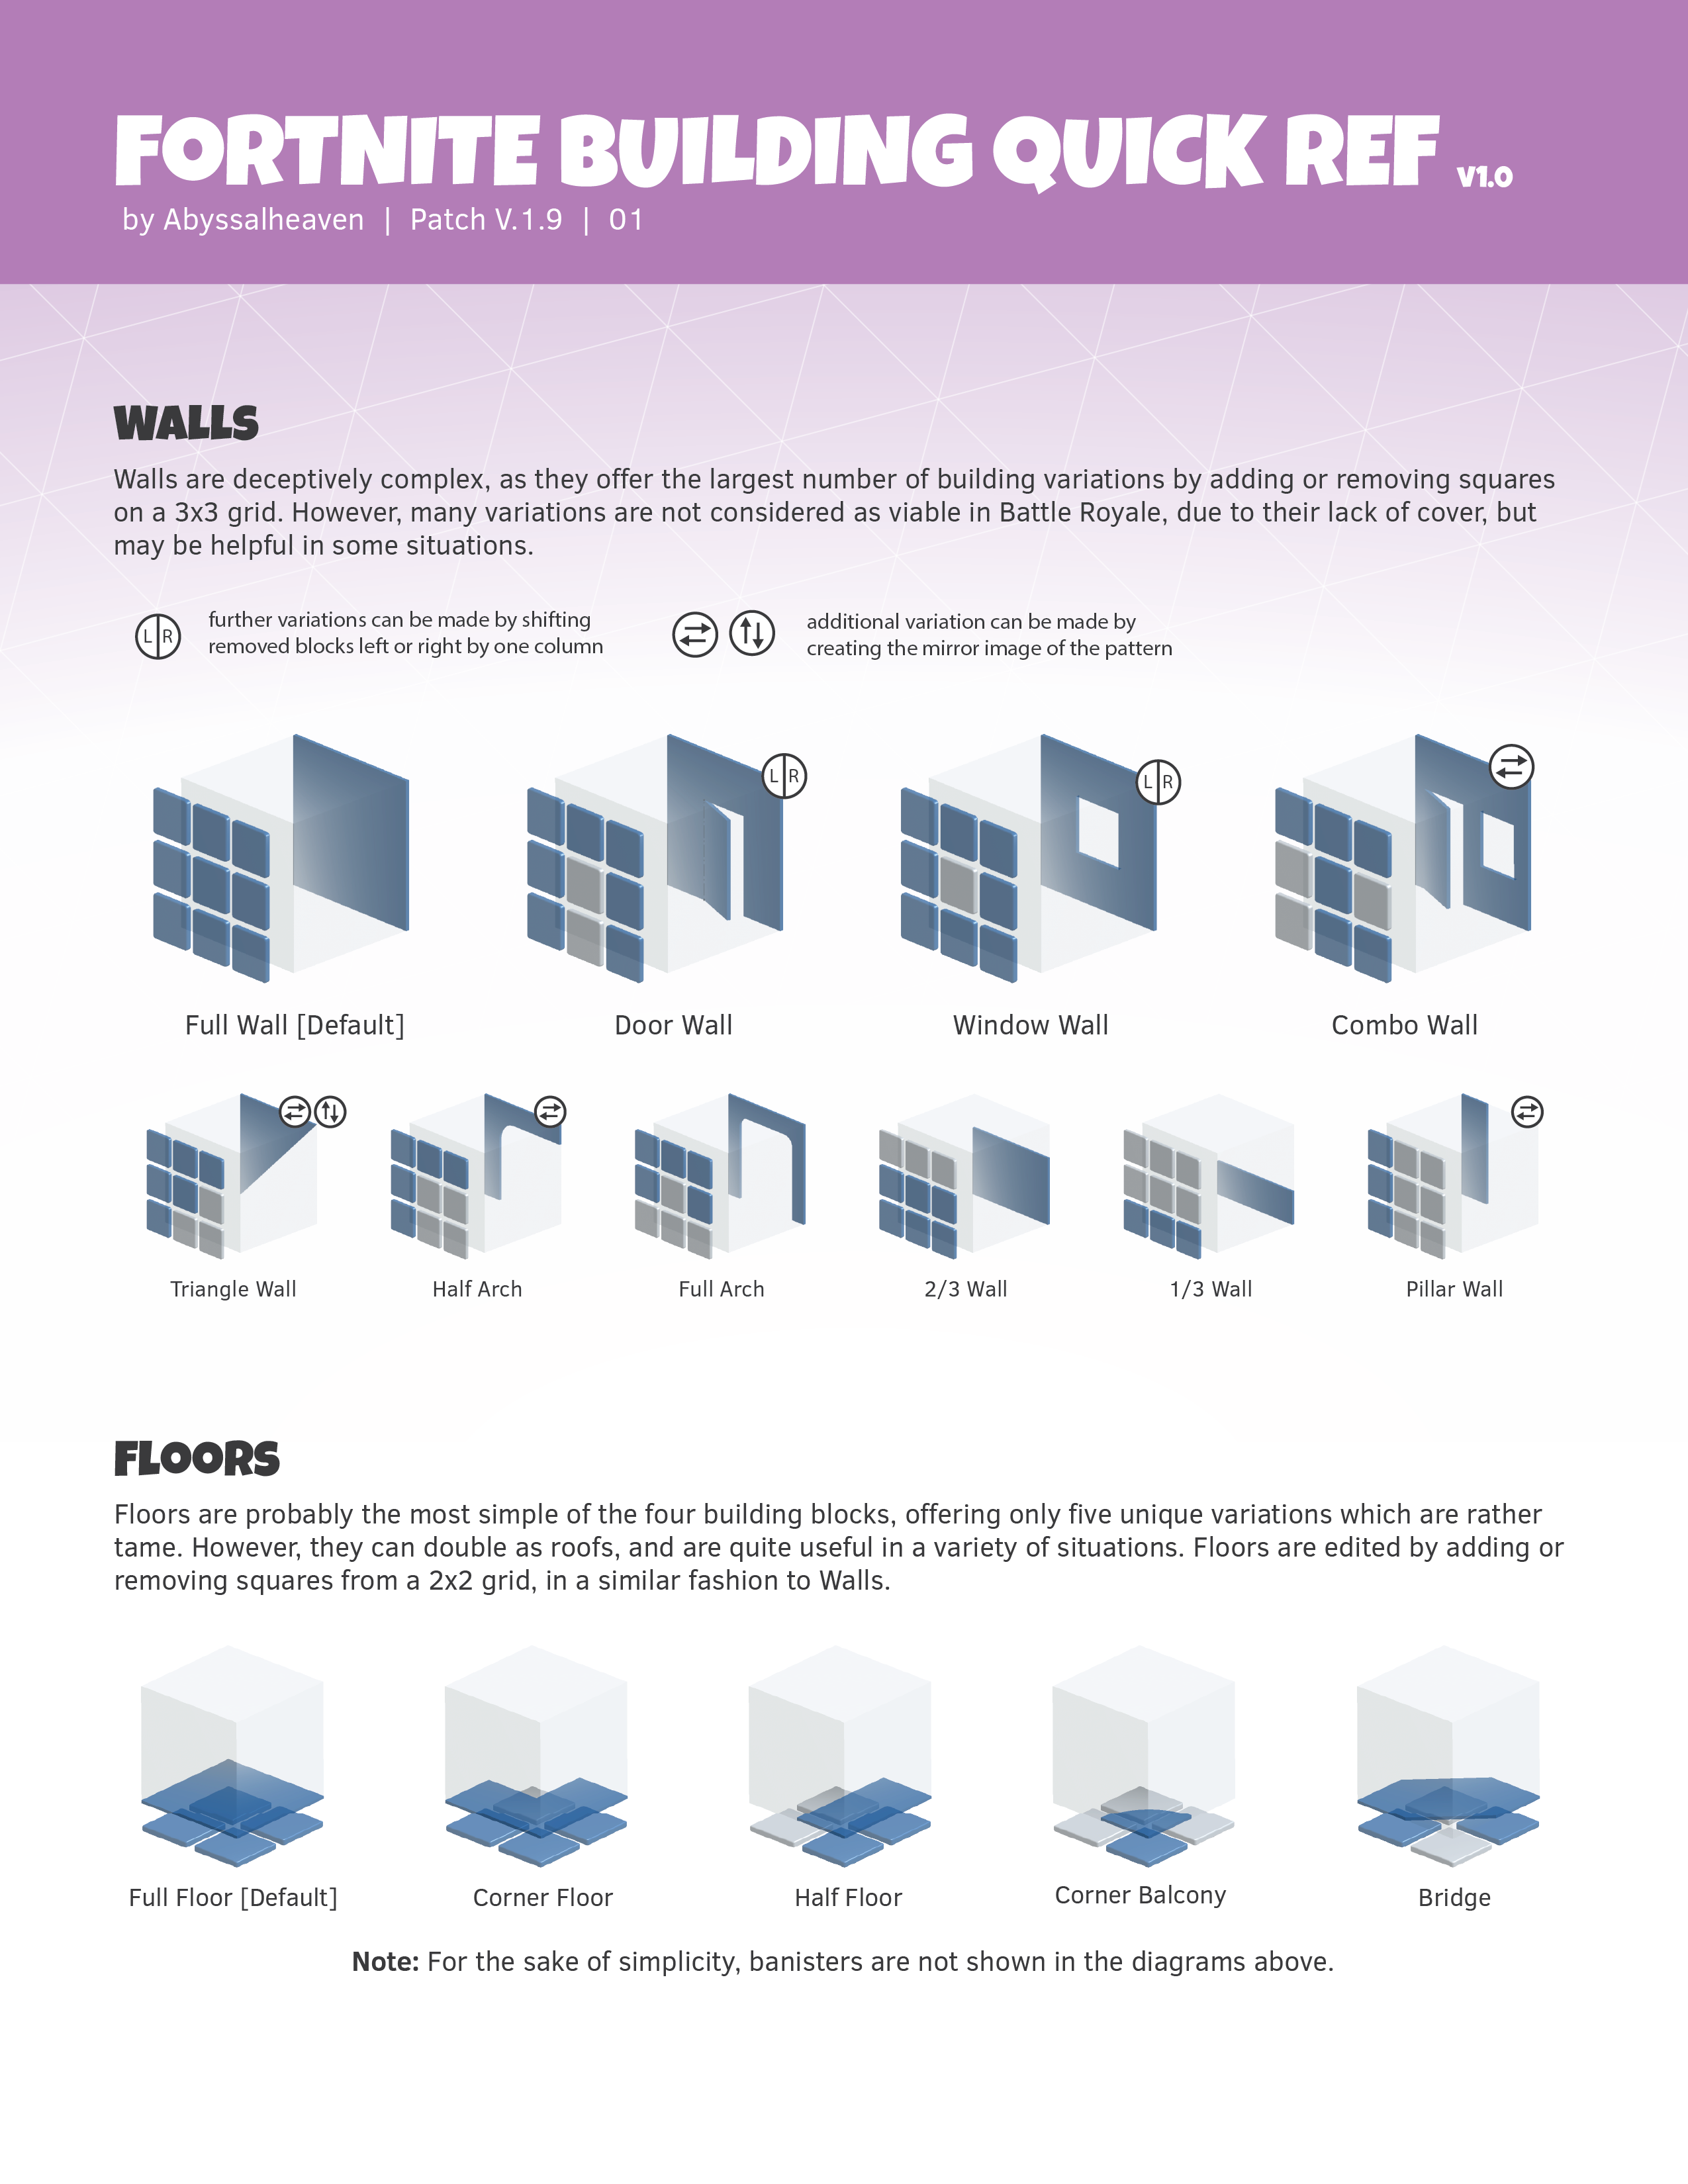 FORTNITE BUILDING QUICK REF v1.0
by Abyssalheaven | Patch V.1.9 | 01
WALLS
Walls are deceptively complex, as they offer the largest number of building variations by adding or removing squares
on a 3x3 grid. However, many variations are not considered as viable in Battle Royale, due to their lack of cover, but
may be helpful in some situations.
L R
further variations can be made by shifting
removed blocks left or right by one column
additional variation can be made by
creating the mirror image of the pattern
L R
L R
Full Wall [Default]
Door Wall
Window Wall
Combo Wall
Triangle Wall
Half Arch
Full Arch
2/3 Wall
1/3 Wall
Pillar Wall
FLOORS
Floors are probably the most simple of the four building blocks, offering only five unique variations which are rather
tame. However, they can double as roofs, and are quite useful in a variety of situations. Floors are edited by adding or
removing squares from a 2x2 grid, in a similar fashion to Walls.
Full Floor [Default]
Corner Floor
Half Floor
Corner Balcony
Bridge
Note: For the sake of simplicity, banisters are not shown in the diagrams above.